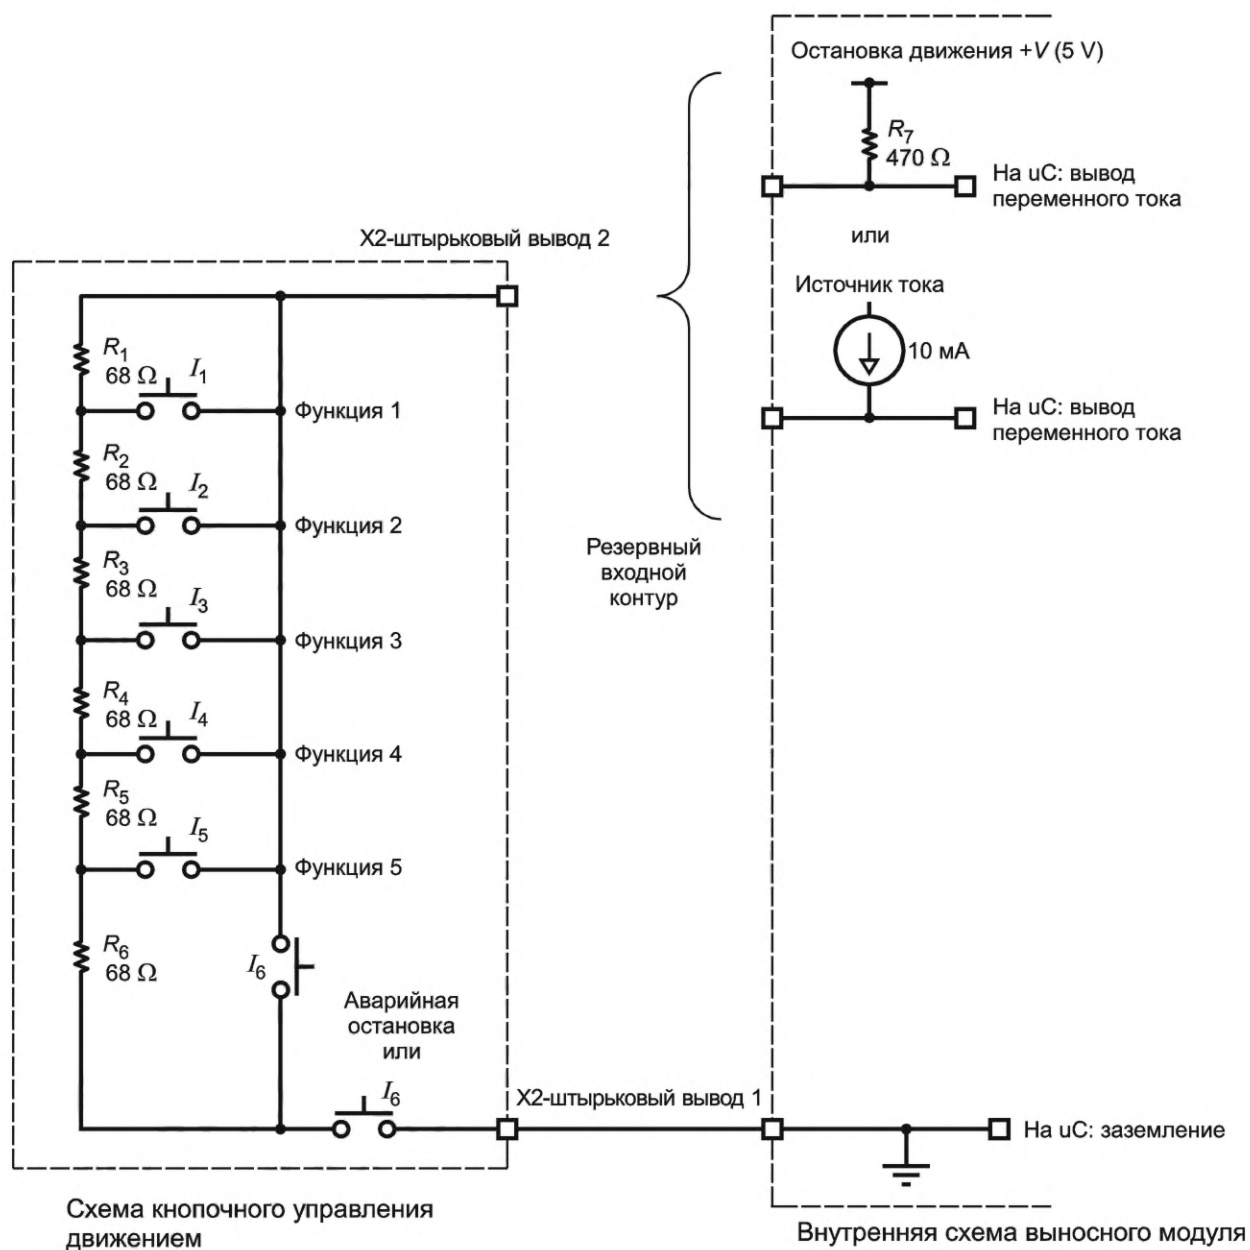 Остановка движения +V (5 V)
R7
470 Ω
На uC: вывод
переменного тока
или
Источник тока
10 мА
На uC: вывод
переменного тока
X2-штырьковый вывод 2
R1
68 Ω
I1
Функция 1
R2
68 Ω
I2
Функция 2
R3
68 Ω
I3
Функция 3
R4
68 Ω
I4
Функция 4
R5
68 Ω
I5
Функция 5
R6
68 Ω
I6
Резервный
входной
контур
Аварийная
остановка
или
I6
X2-штырьковый вывод 1
На uC: заземление
Схема кнопочного управления
движением
Внутренняя схема выносного модуля